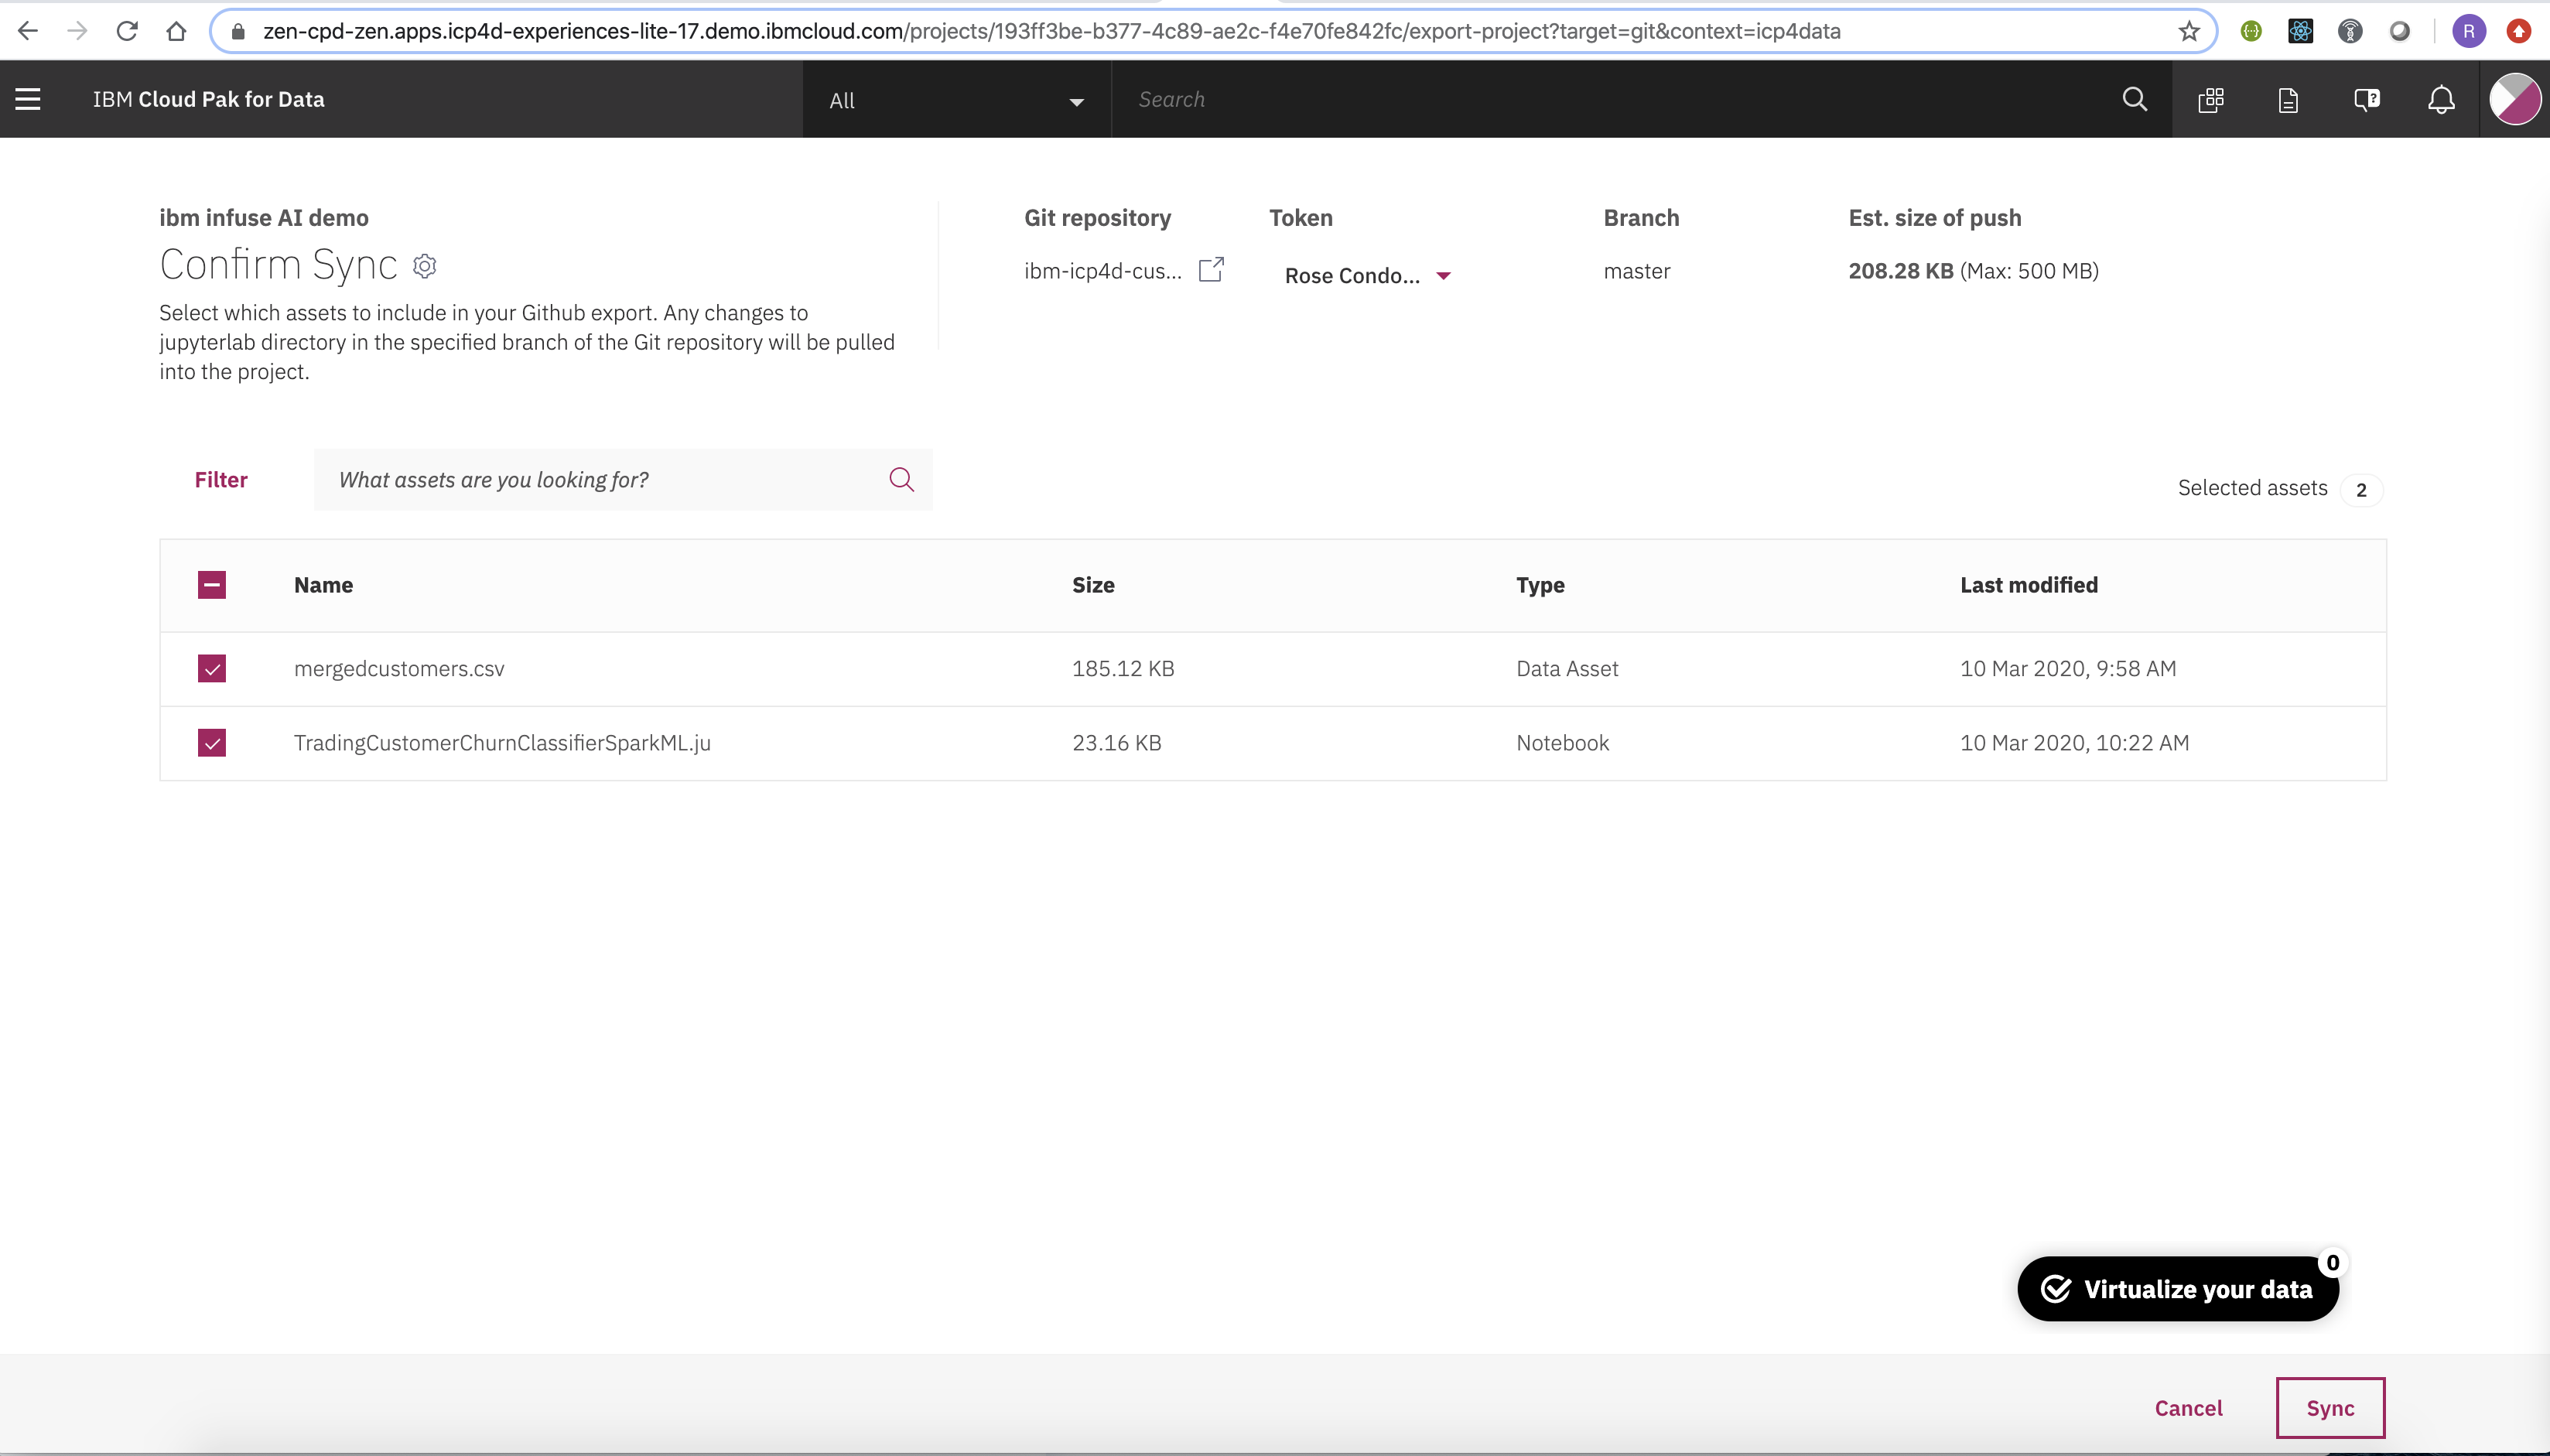 zen-cpd-zen.apps.icp4d-experiences-lite-17.demo.ibmcloud.com/projects/193ff3be-b377-4c89-ae2c-f4e70fe842fc/export-project?target=git&context=icp4data
R
IBM Cloud Pak for Data
All
Search
ibm infuse AI demo
Confirm Sync
Select which assets to include in your Github export. Any changes to
jupyterlab directory in the specified branch of the Git repository will be pulled
into the project.
Git repository
ibm-icp4d-cus...
Token
Rose Condo...
Branch
master
Est. size of push
208.28 KB (Max: 500 MB)
Filter
What assets are you looking for?
Selected assets 2
Name Size Type Last modified
mergedcustomers.csv 185.12 KB Data Asset 10 Mar 2020, 9:58 AM
TradingCustomerChurnClassifierSparkML.ju 23.16 KB Notebook 10 Mar 2020, 10:22 AM
0
Virtualize your data
Cancel
Sync